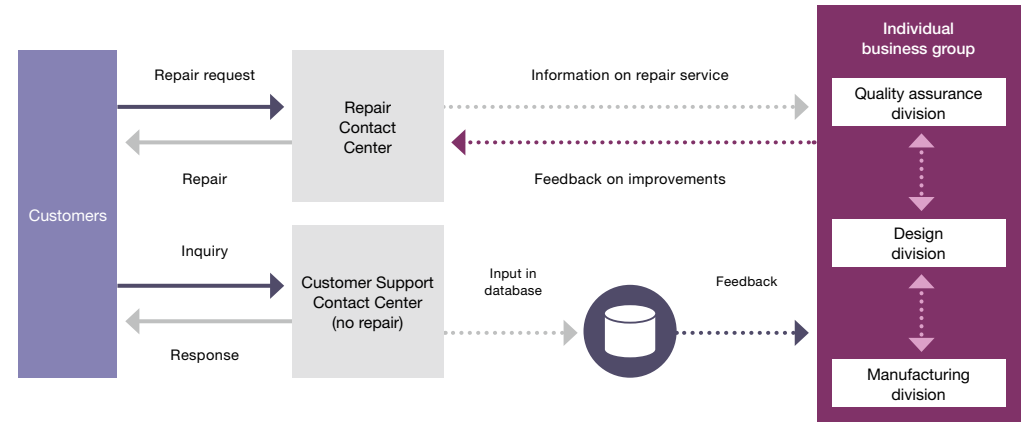 Customers
Repair request
Repair
Inquiry
Response
Repair
Contact
Center
Customer Support
Contact Center
(no repair)
Information on repair service
Feedback on improvements
Input in
database
Feedback
Individual
business group
Quality assurance
division
Design
division
Manufacturing
division